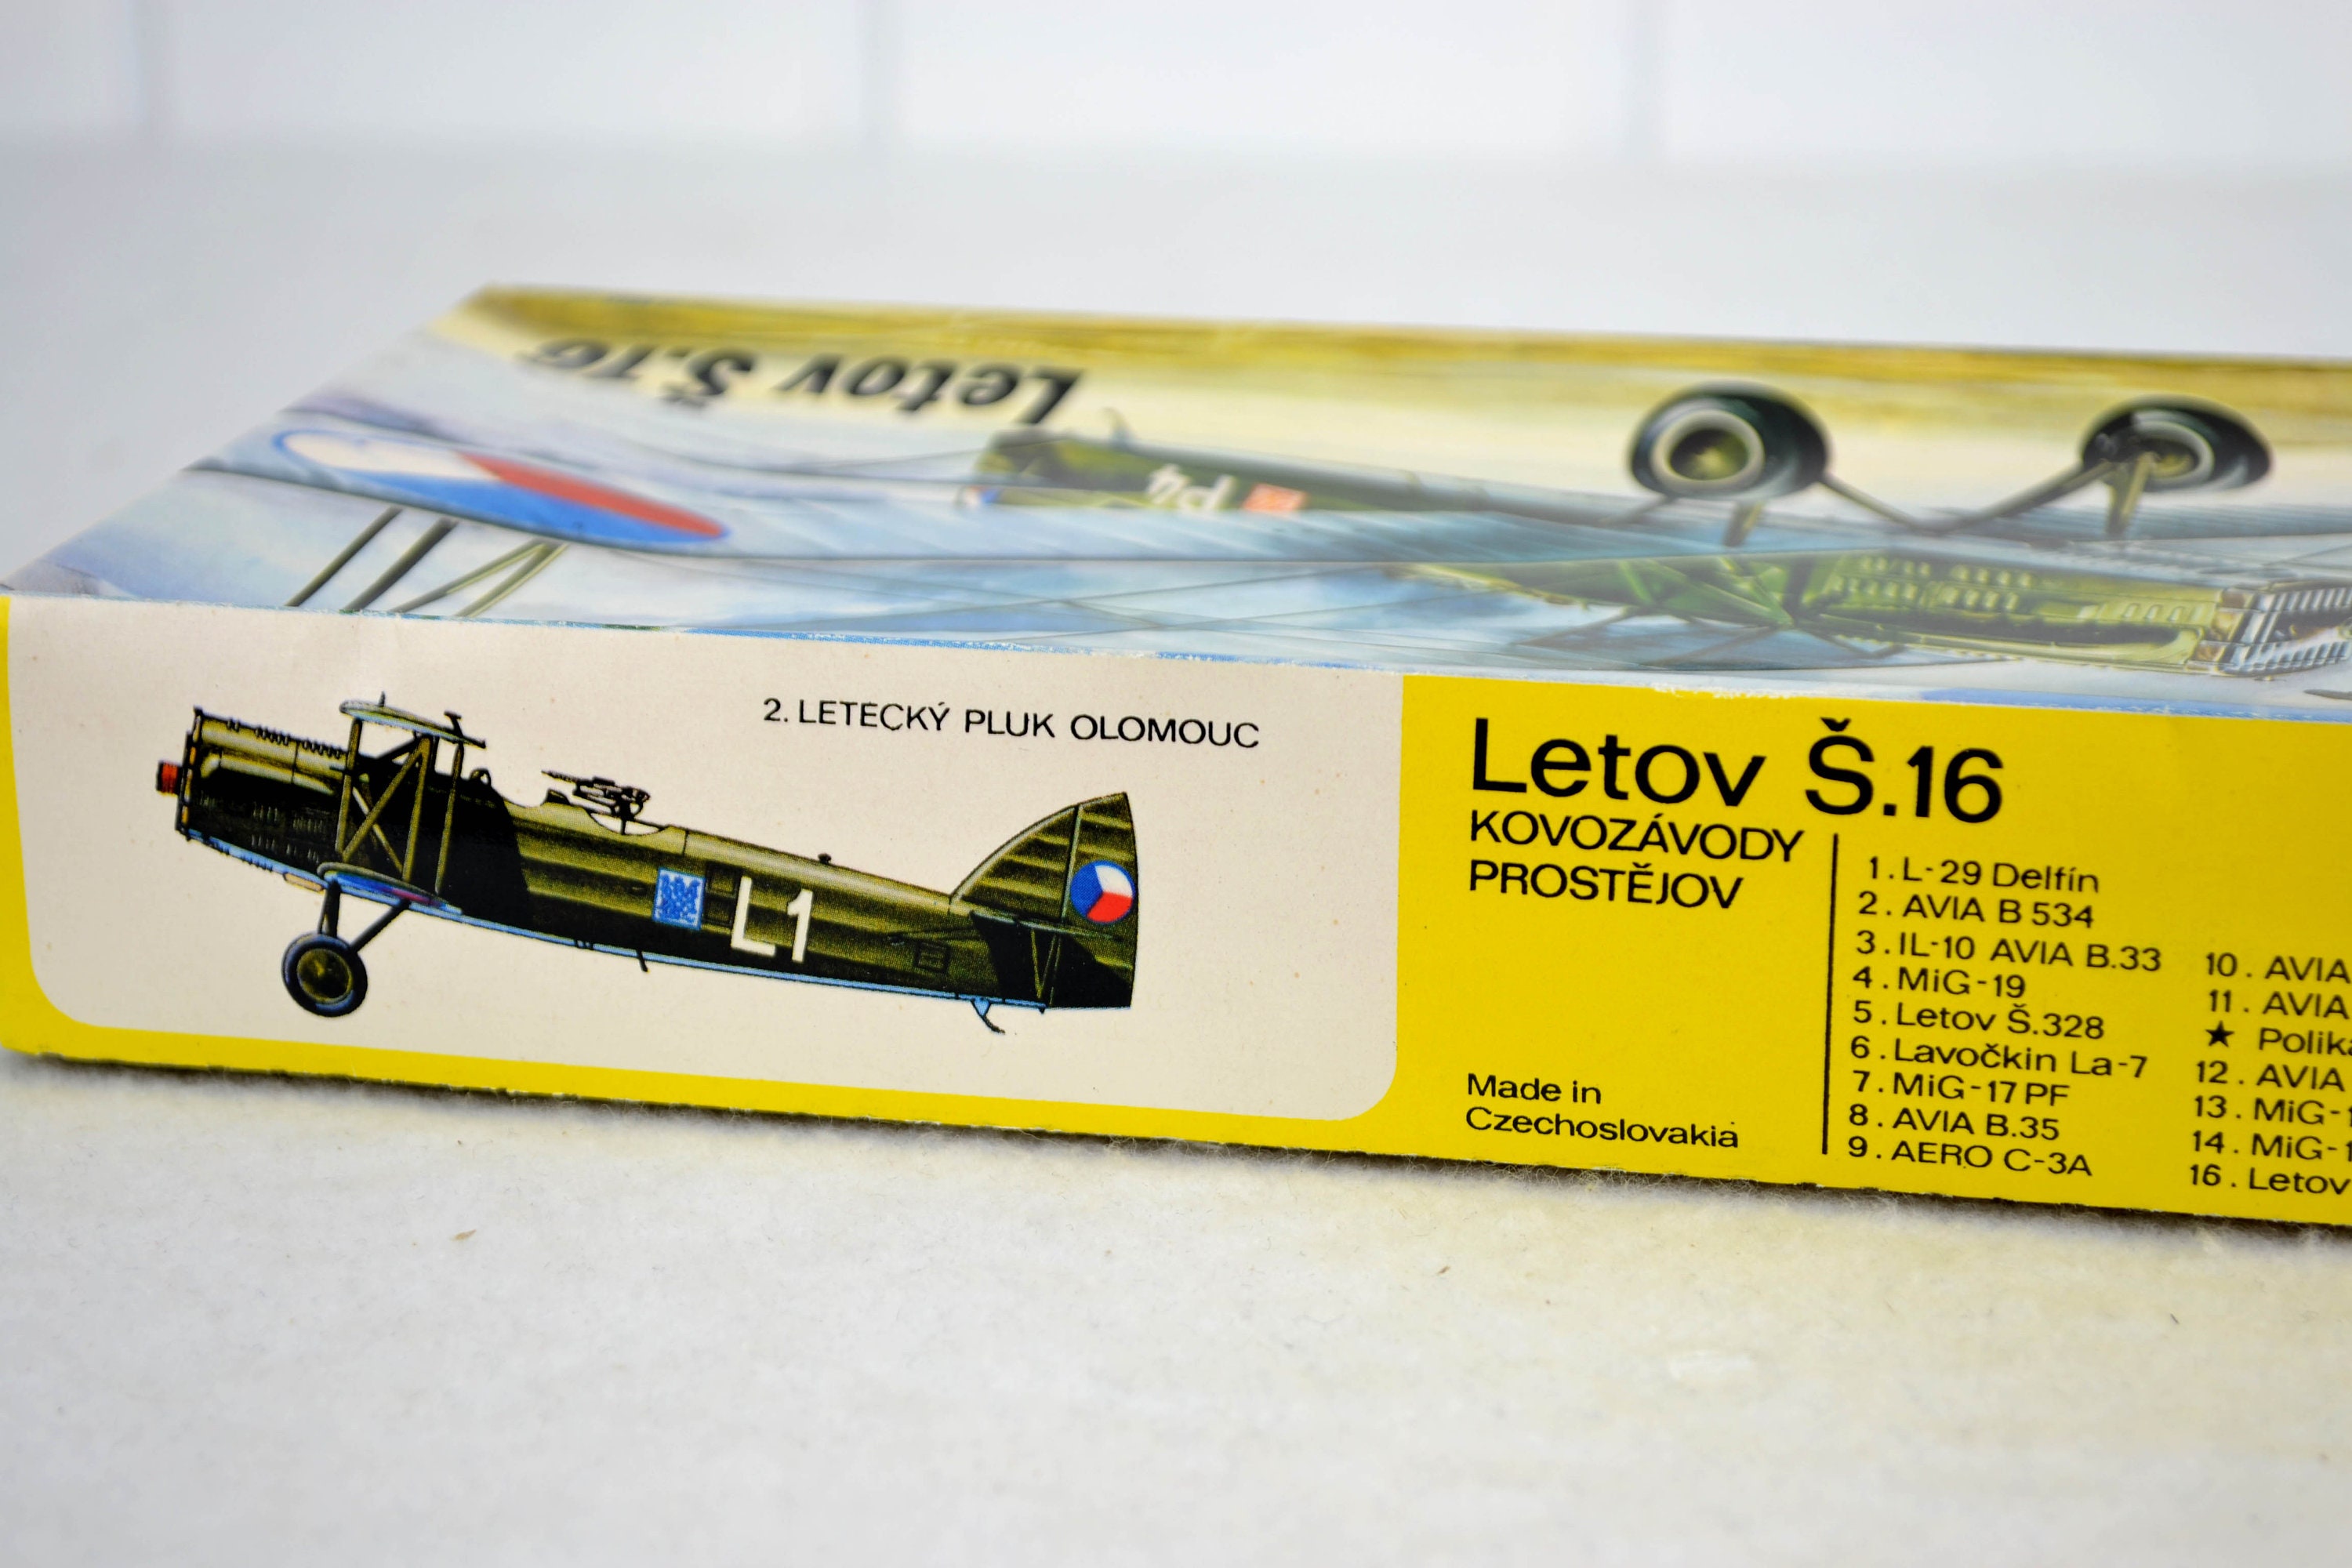 Letov Š.16
P4
2. LETECKÝ PLUK OLOMOUC
L1
Letov Š.16
KOVOZÁVODY
PROSTĚJOV
Made in
Czechoslovakia
1. L-29 Delfín
2. AVIA B 534
3. IL-10 AVIA B.33
4. MiG-19
5. Letov Š.328
6. Lavočkin La-7
7. MiG-17 PF
8. AVIA B.35
9. AERO C-3A
10. AVIA
11. AVIA
★
12. AVIA
13. MiG-
14. MiG-
16. Letov